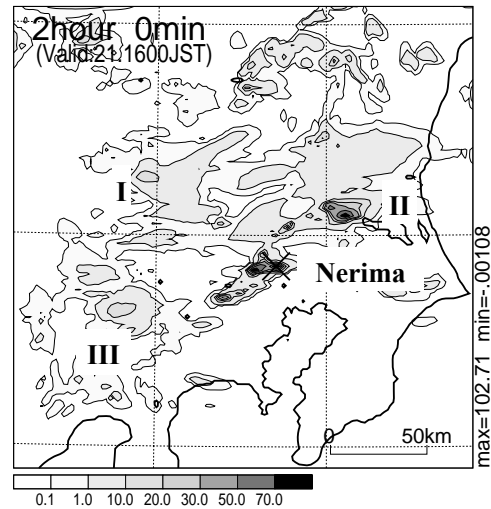 2hour 0min
(Valid:21.1600JST)
I
II
Nerima
III
0 50km
max=102.71 min=-.00108
0.1 1.0 10.0 20.0 30.0 50.0 70.0